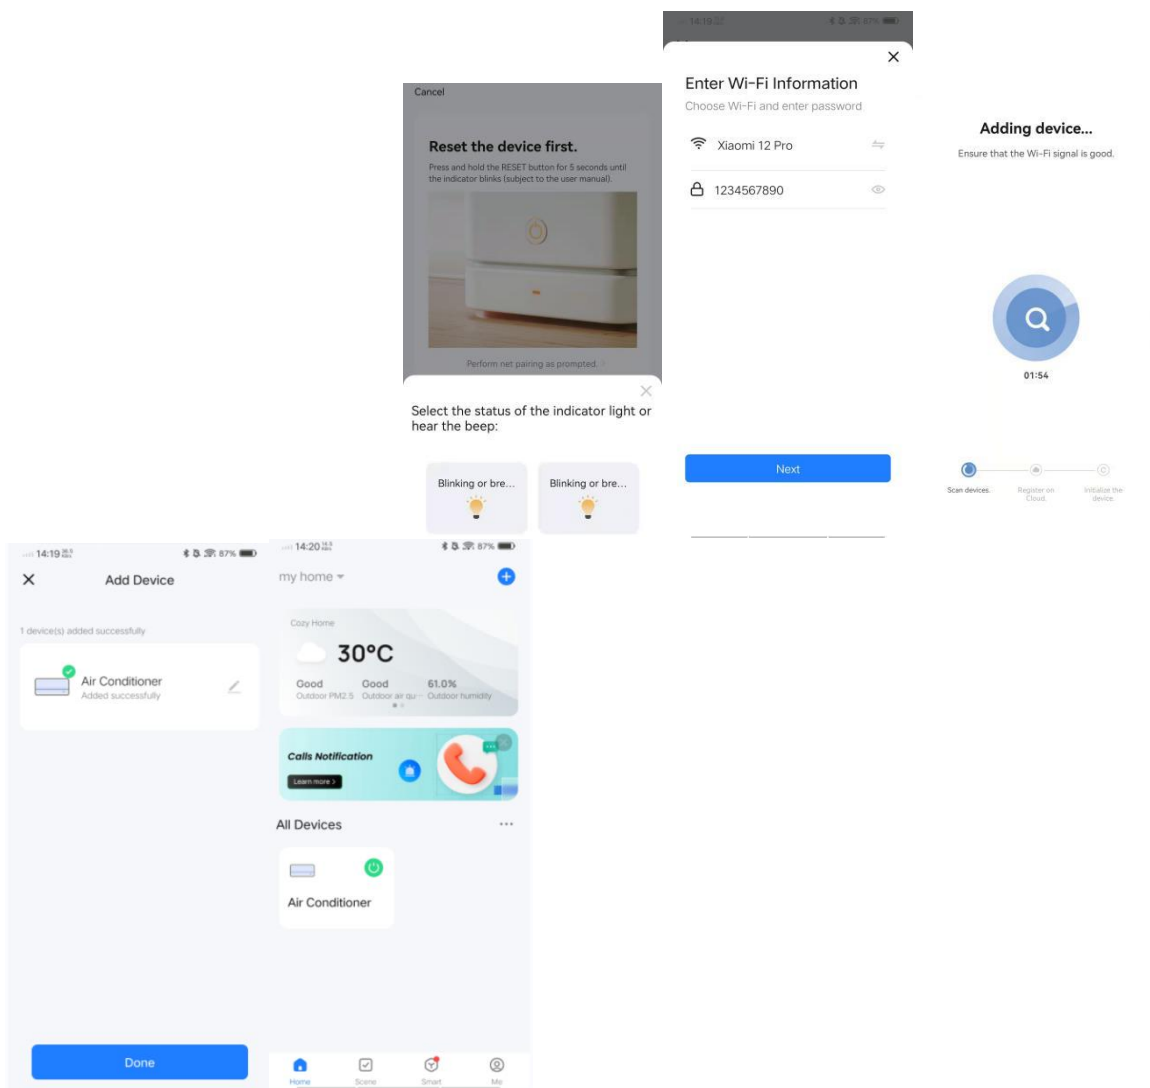 Cancel
Reset the device first.
Press and hold the RESET button for 5 seconds until
the indicator blinks (subject to the user manual).
Perform net pairing as prompted >
Select the status of the indicator light or
hear the beep:
Blinking or bre...
Blinking or bre...
14:19
87%
Enter Wi-Fi Information
Choose Wi-Fi and enter password
Xiaomi 12 Pro
1234567890
Next
Adding device...
Ensure that the Wi-Fi signal is good.
01:54
Scan devices.
Register on
Cloud.
Initialize the
device.
14:19
87%
Add Device
1 device(s) added successfully
Air Conditioner
Added successfully
Done
14:20
87%
my home
Cozy Home
30°C
Good
Good
61.0%
Outdoor PM2.5
Outdoor air qu...
Outdoor humidity
Calls Notification
Learn more >
All Devices
Air Conditioner
Home
Scene
Smart
Me